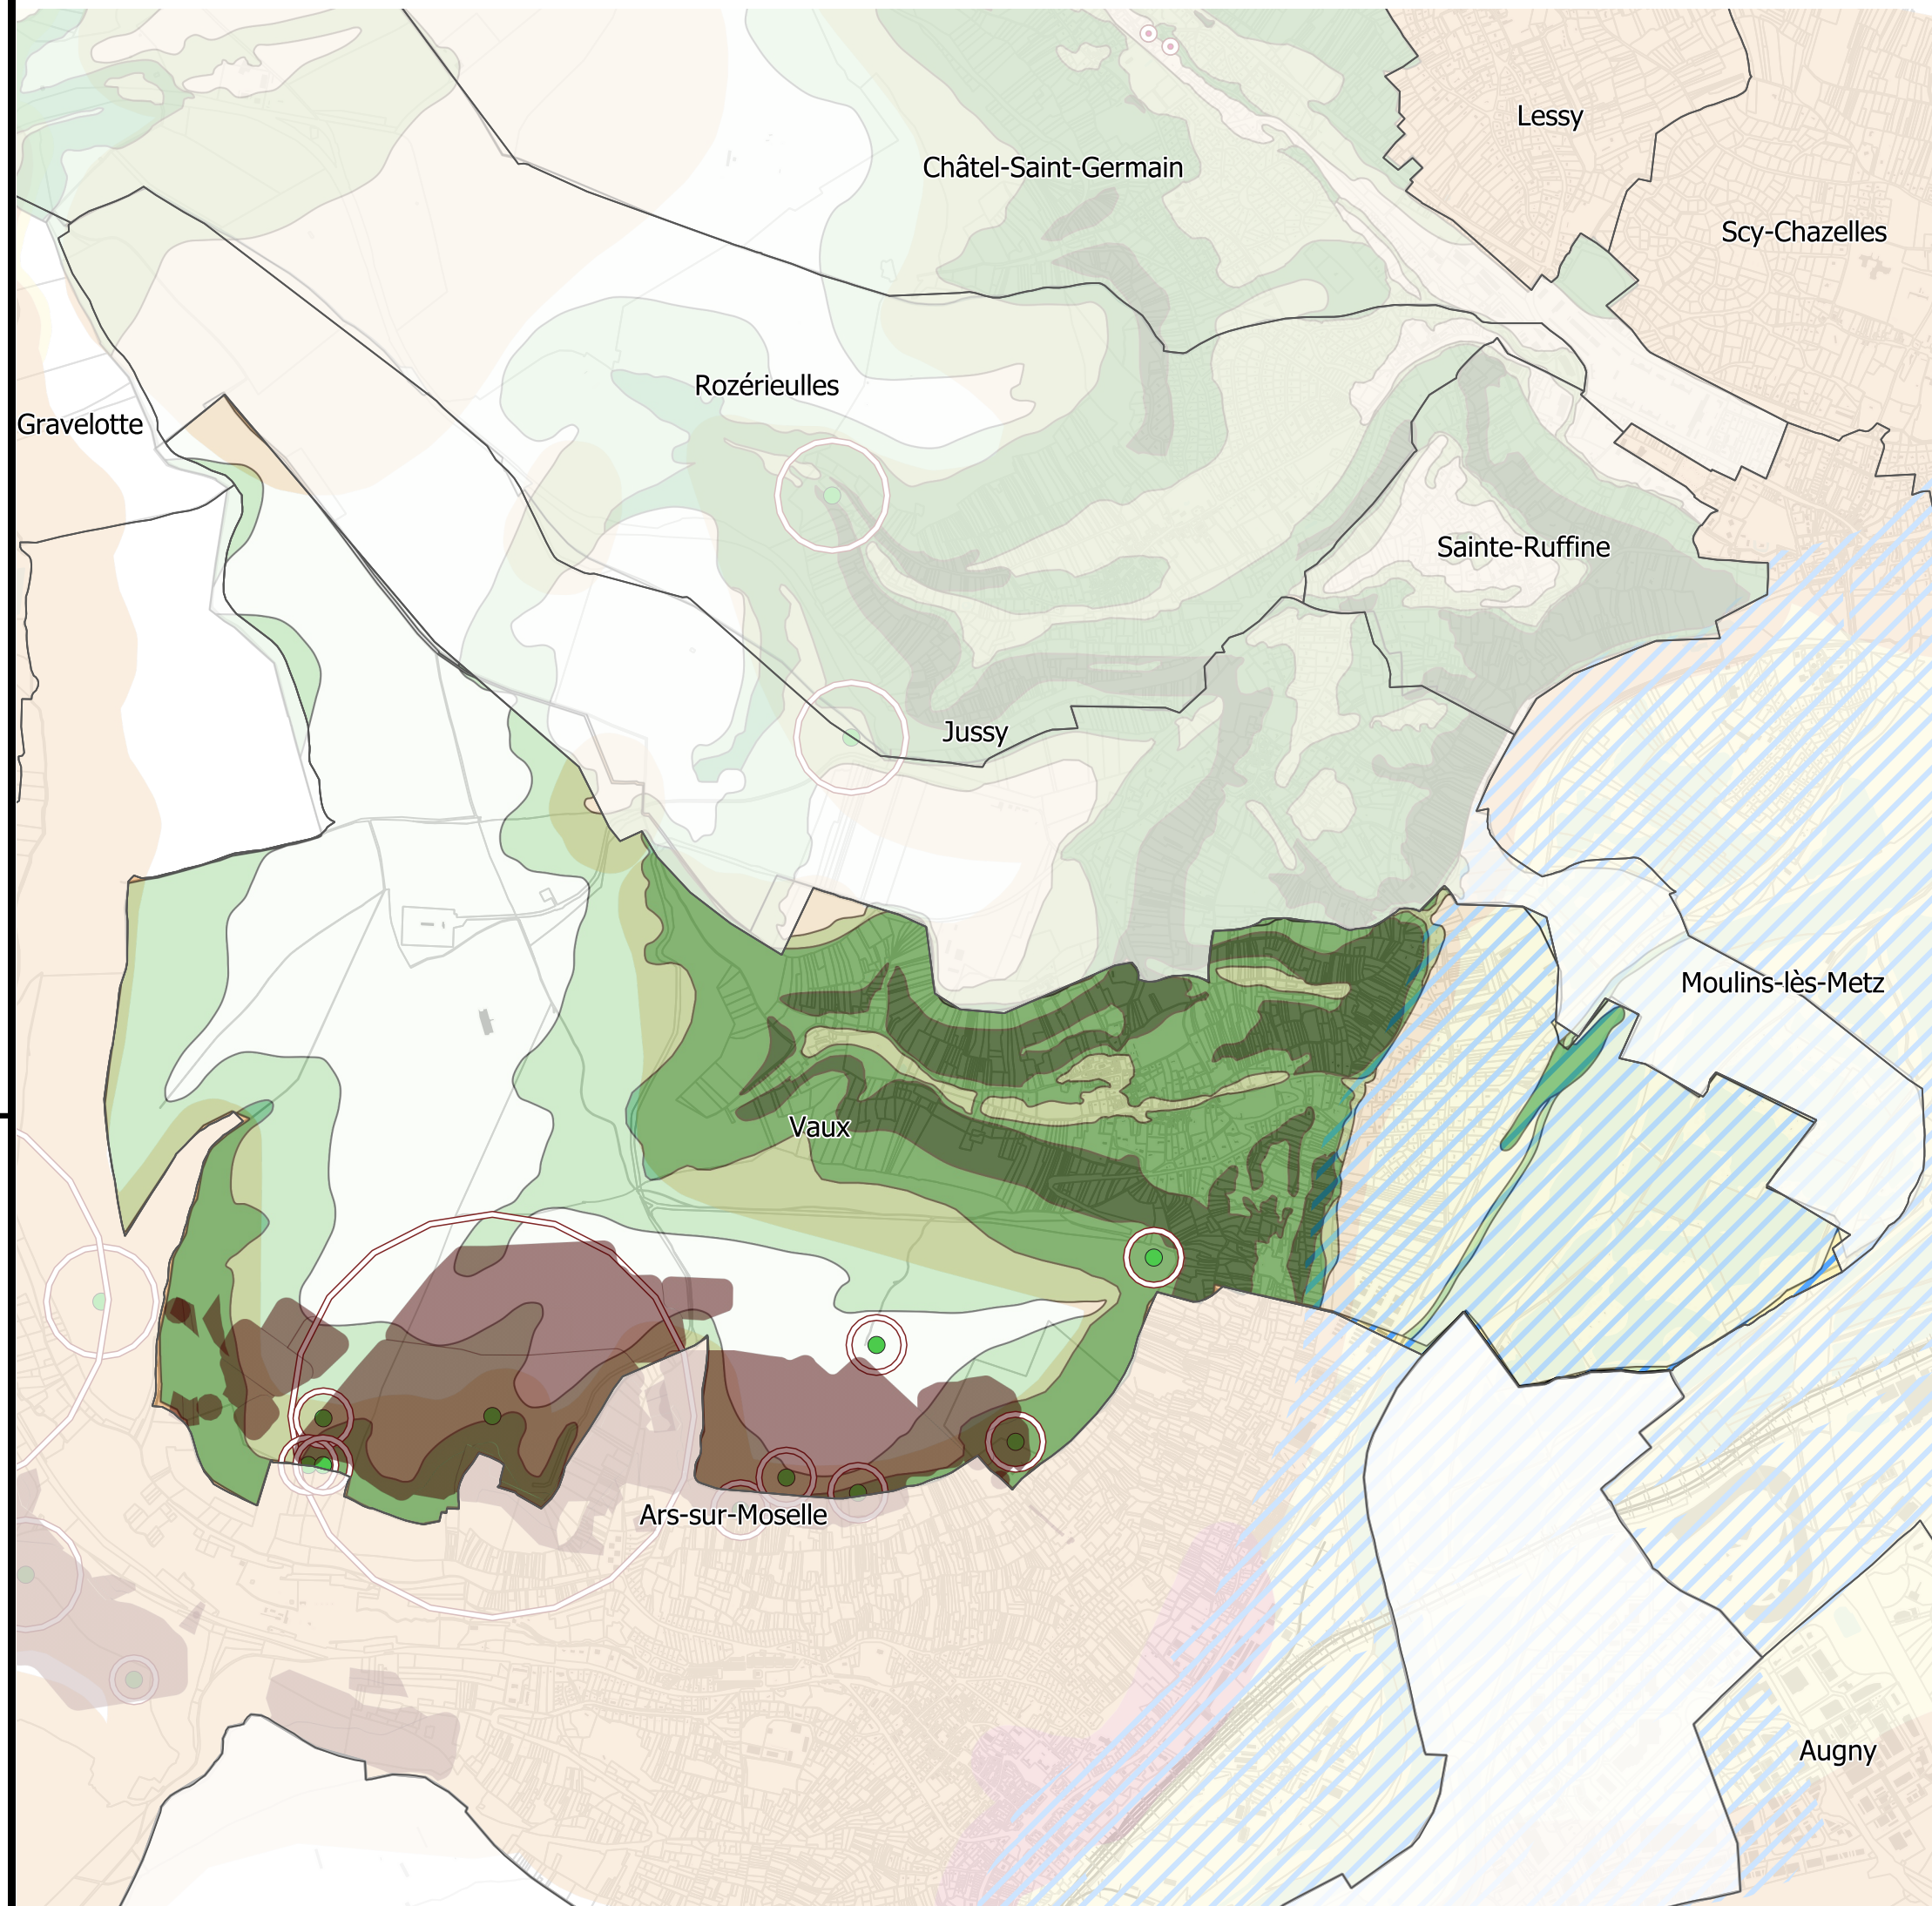 Lessy
Châtel-Saint-Germain
Scy-Chazelles
Rozérieulles
Gravelotte
Sainte-Ruffine
Jussy
Moulins-lès-Metz
Vaux
Ars-sur-Moselle
Augny